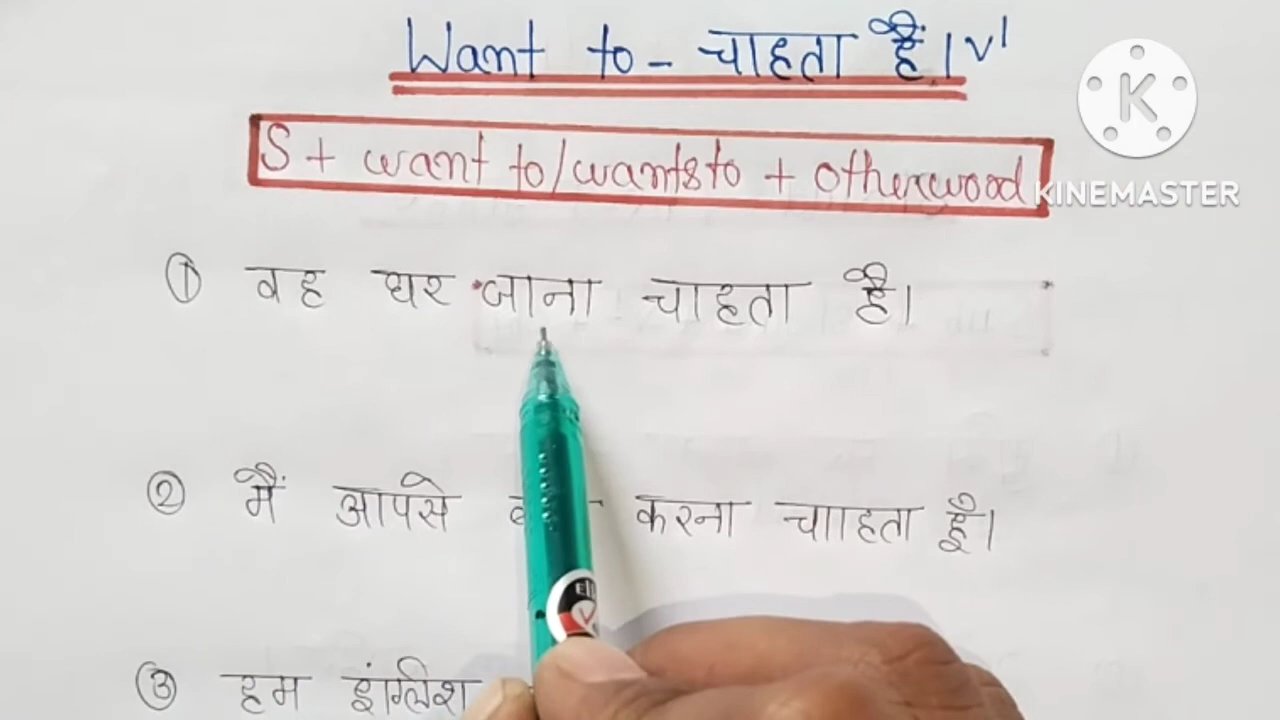 Want to - चाहता हैं। V¹
S + want to/wants to + otherwood
K
KINEMASTER
① वह घर जाना चाहता है।
② मैं आपसे करना चााहता हूँ।
③ हम इंग्लिश